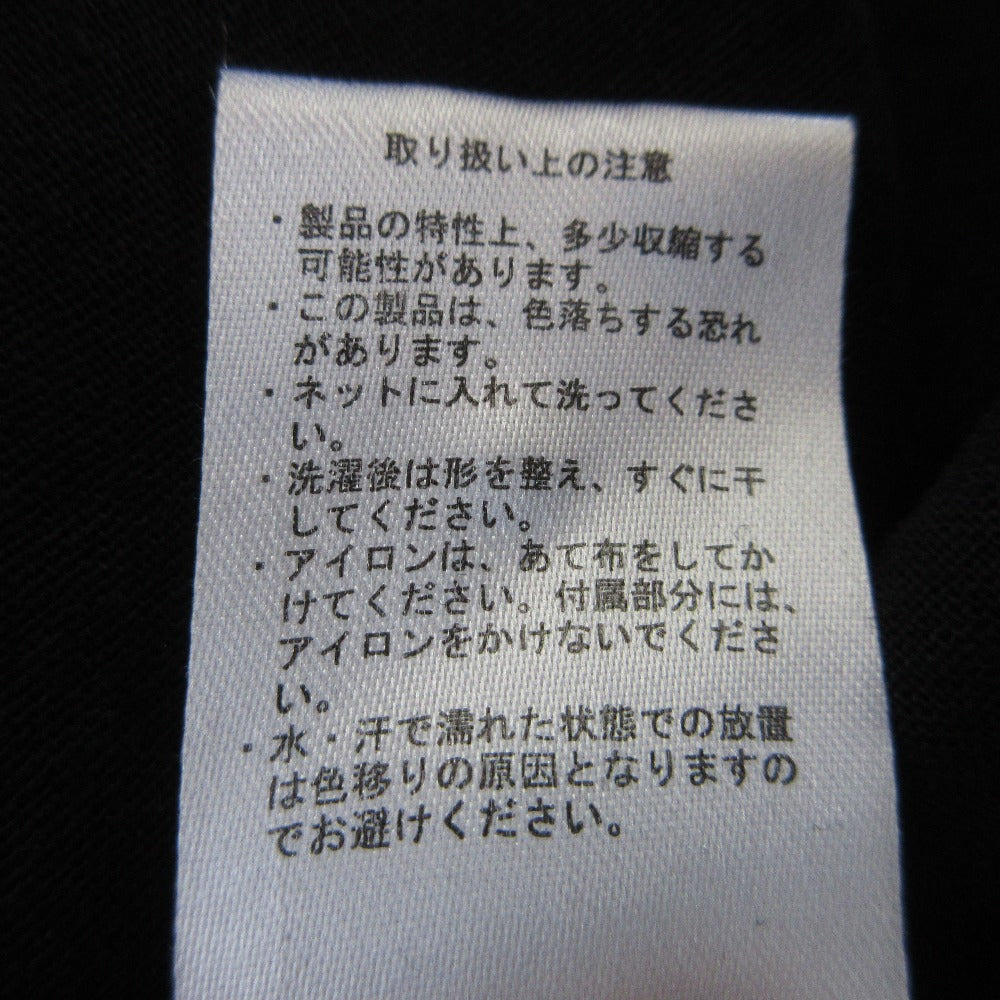 取り扱い上の注意
・製品の特性上、多少収縮する
可能性があります。
・この製品は、色落ちする恐れ
があります。
・ネットに入れて洗ってくださ
い。
・洗濯後は形を整え、すぐに干
してください。
・アイロンは、あて布をしてか
けてください。付属部分には、
アイロンをかけないでくださ
い。
・水・汗で濡れた状態での放置
は色移りの原因となりますの
でお避けください。